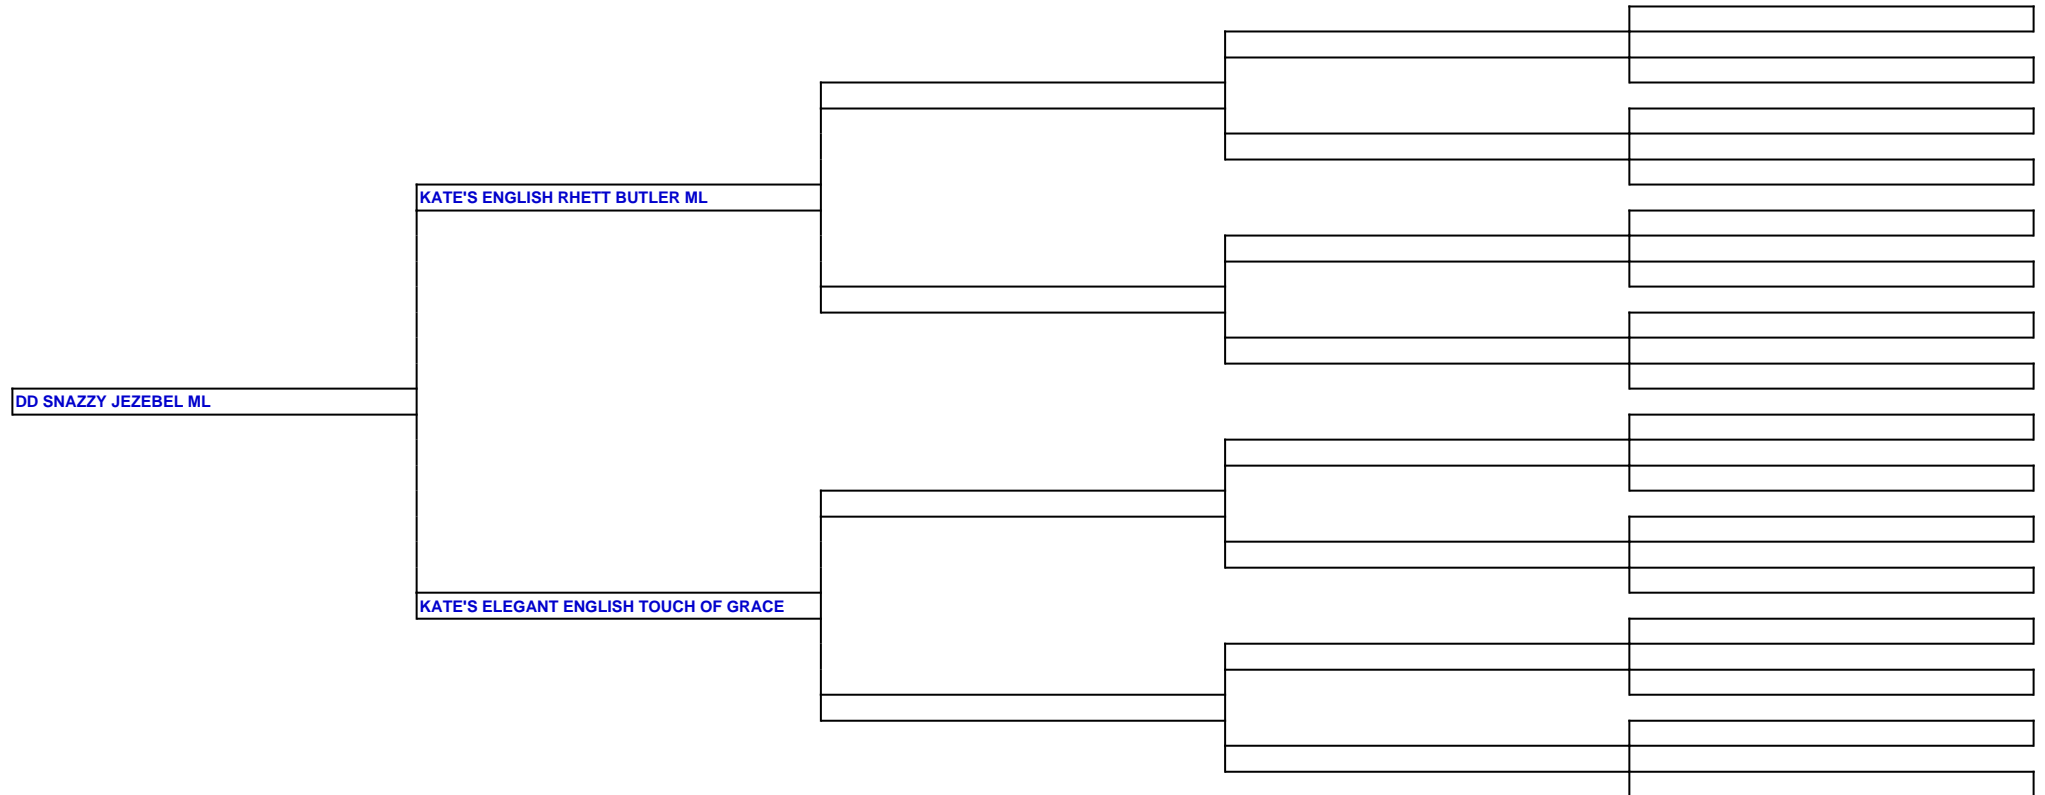 KATE'S ENGLISH RHETT BUTLER ML
DD SNAZZY JEZEBEL ML
KATE'S ELEGANT ENGLISH TOUCH OF GRACE